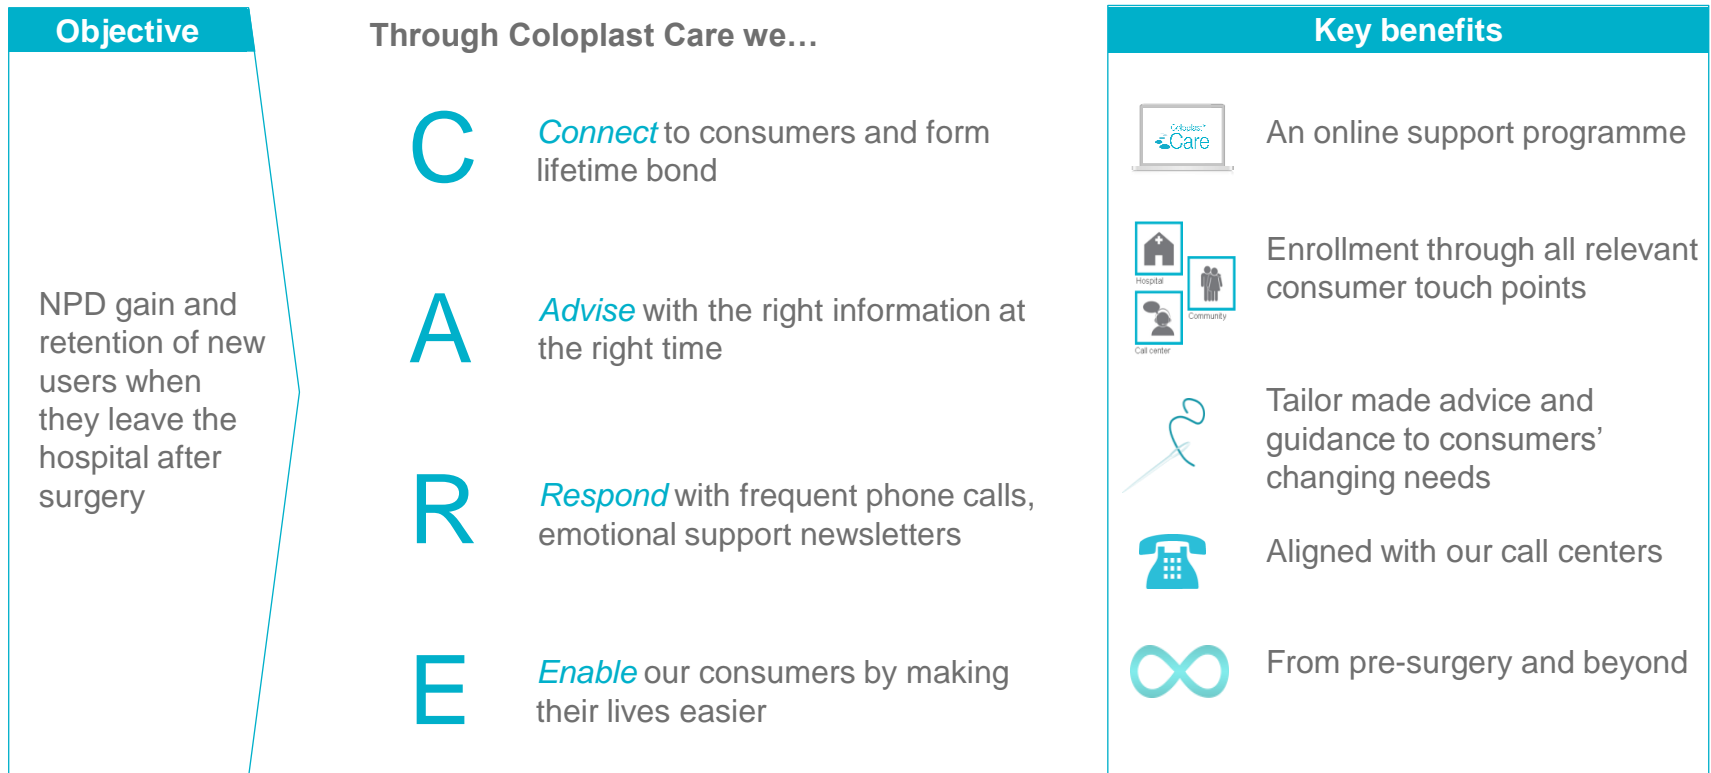 Objective
NPD gain and
retention of new
users when
they leave the
hospital after
surgery
Through Coloplast Care we…
C
Connect to consumers and form
lifetime bond
A
Advise with the right information at
the right time
R
Respond with frequent phone calls,
emotional support newsletters
E
Enable our consumers by making
their lives easier
Key benefits
Coloplast
Care
An online support programme
Hospital
Community
Call center
Enrollment through all relevant
consumer touch points
Tailor made advice and
guidance to consumers’
changing needs
Aligned with our call centers
From pre-surgery and beyond